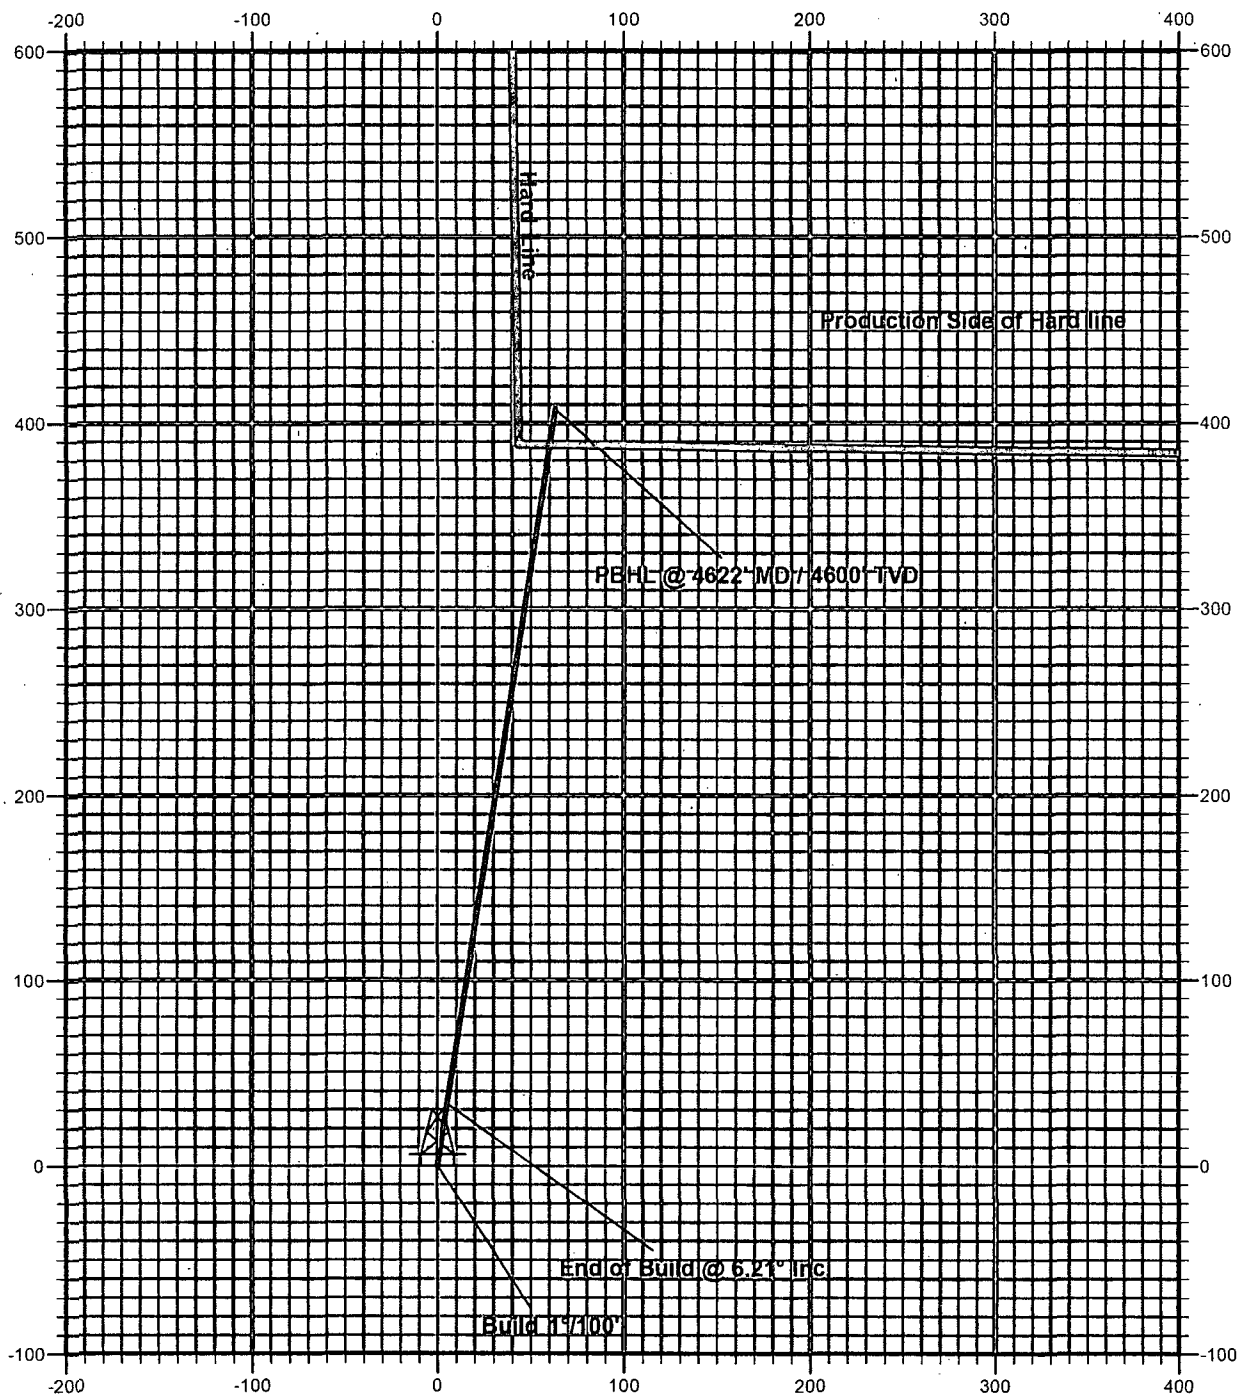 -200 -100 0 100 200 300 400
600 600
Hard Line
500 500
Production Side of Hard line
400 400
PBHL @ 4622' MD / 4600' TVD
300 300
200 200
100 100
0 0
End of Build @ 6.21° Inc
Build 1°/100'
-100 -100
-200 -100 0 100 200 300 400